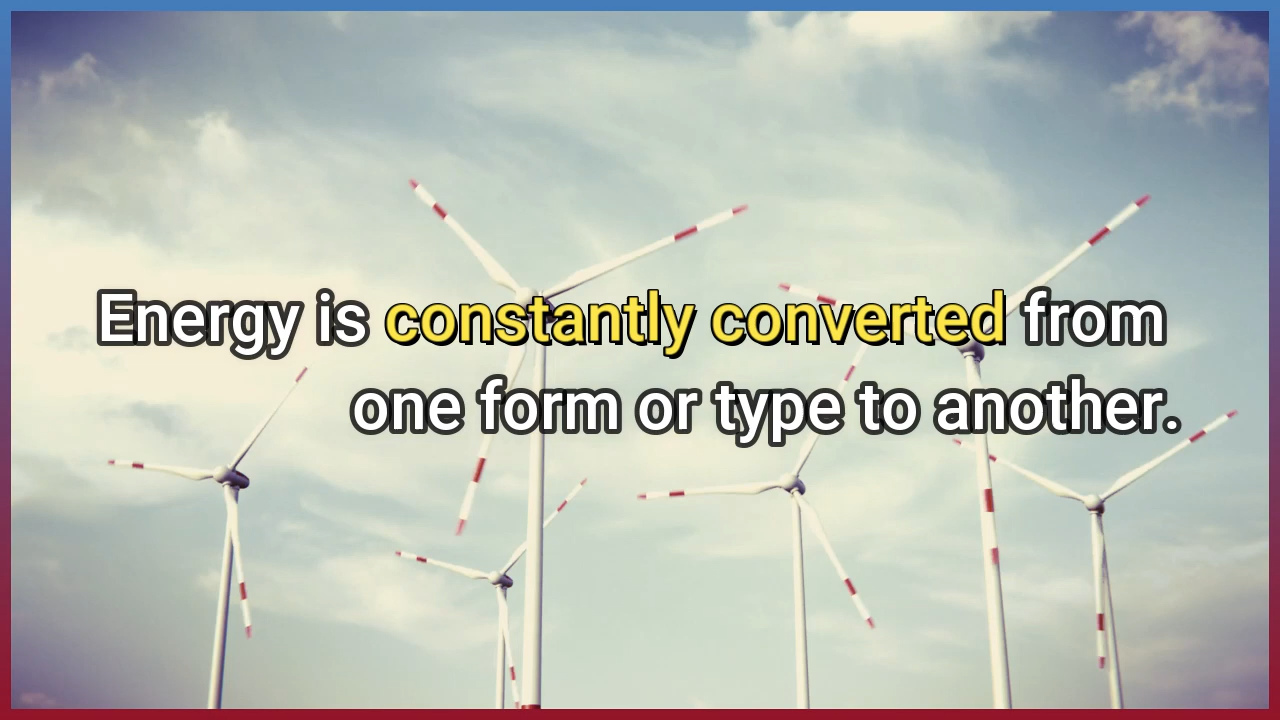 Energy is constantly converted from
one form or type to another.